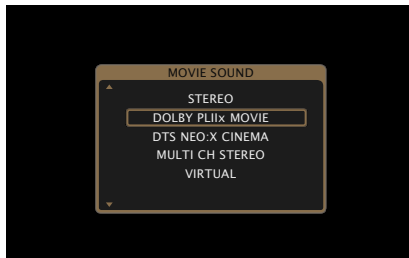 MOVIE SOUND
STEREO
DOLBY PLIIx MOVIE
DTS NEO:X CINEMA
MULTI CH STEREO
VIRTUAL